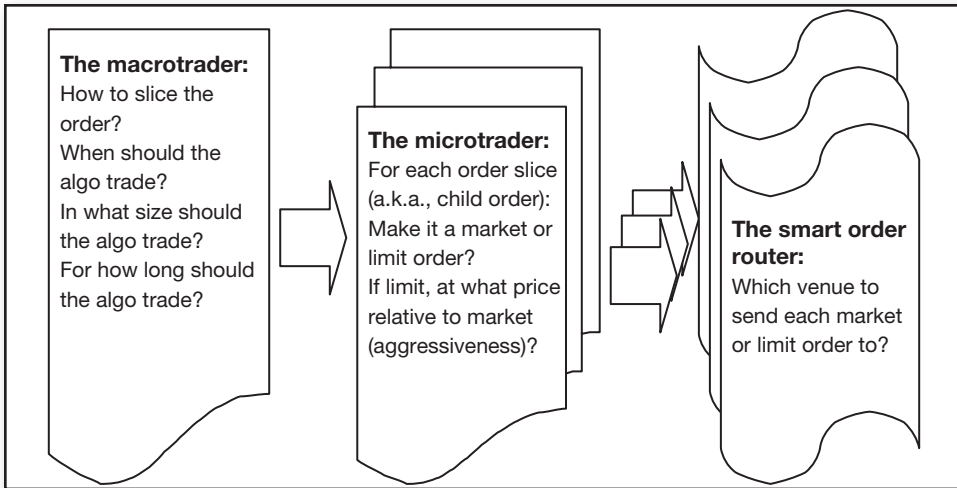 The macrotrader:
How to slice the
order?
When should the
algo trade?
In what size should
the algo trade?
For how long should
the algo trade?
The microtrader:
For each order slice
(a.k.a., child order):
Make it a market or
limit order?
If limit, at what price
relative to market
(aggressiveness)?
The smart order
router:
Which venue to
send each market
or limit order to?